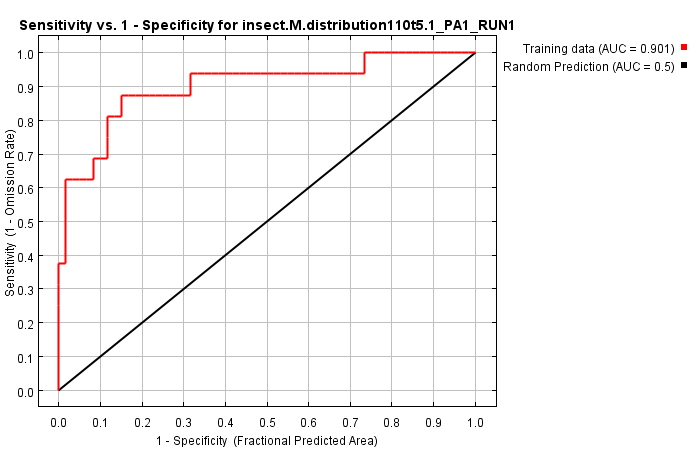 Sensitivity vs. 1 - Specificity for insect.M.distribution110t5.1_PA1_RUN1
Training data (AUC = 0.901)
Random Prediction (AUC = 0.5)
Sensitivity (1 - Omission Rate)
1.0
0.9
0.8
0.7
0.6
0.5
0.4
0.3
0.2
0.1
0.0
0.0 0.1 0.2 0.3 0.4 0.5 0.6 0.7 0.8 0.9 1.0
1 - Specificity (Fractional Predicted Area)